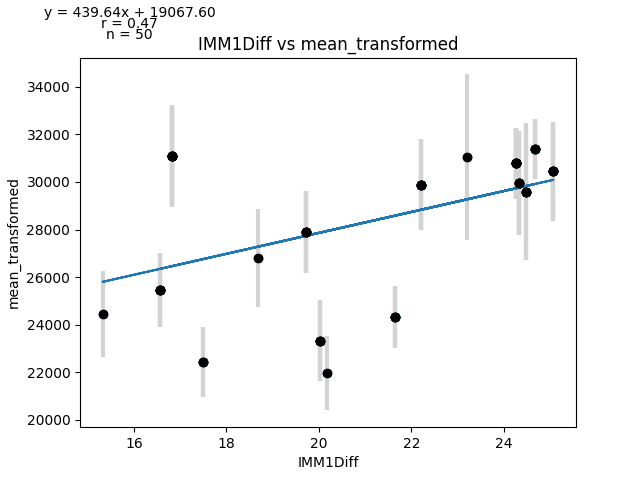 y = 439.64x + 19067.60
r = 0.47
n = 50
IMM1Diff vs mean_transformed
34000
32000
30000
28000
26000
24000
22000
20000
mean_transformed
16 18 20 22 24
IMM1Diff